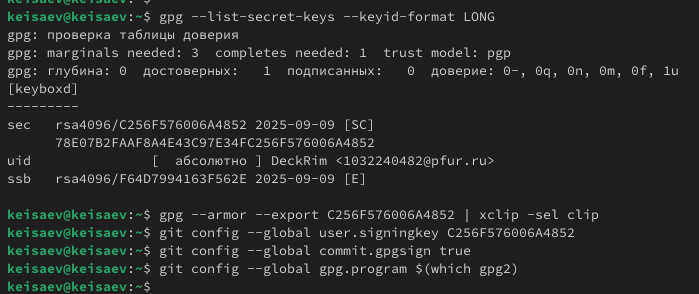 keisaev@keisaev:~$ gpg --list-secret-keys --keyid-format LONG
gpg: проверка таблицы доверия
gpg: marginals needed: 3  completes needed: 1  trust model: pgp
gpg: глубина: 0  достоверных:   1  подписанных:   0  доверие: 0-, 0q, 0n, 0m, 0f, 1u
[keyboxd]
---------
sec   rsa4096/C256F576006A4852 2025-09-09 [SC]
      78E07B2FAAF8A4E43C97E34FC256F576006A4852
uid               [  абсолютно ] DeckRim <1032240482@pfur.ru>
ssb   rsa4096/F64D7994163F562E 2025-09-09 [E]
keisaev@keisaev:~$ gpg --armor --export C256F576006A4852 | xclip -sel clip
keisaev@keisaev:~$ git config --global user.signingkey C256F576006A4852
keisaev@keisaev:~$ git config --global commit.gpgsign true
keisaev@keisaev:~$ git config --global gpg.program $(which gpg2)
keisaev@keisaev:~$